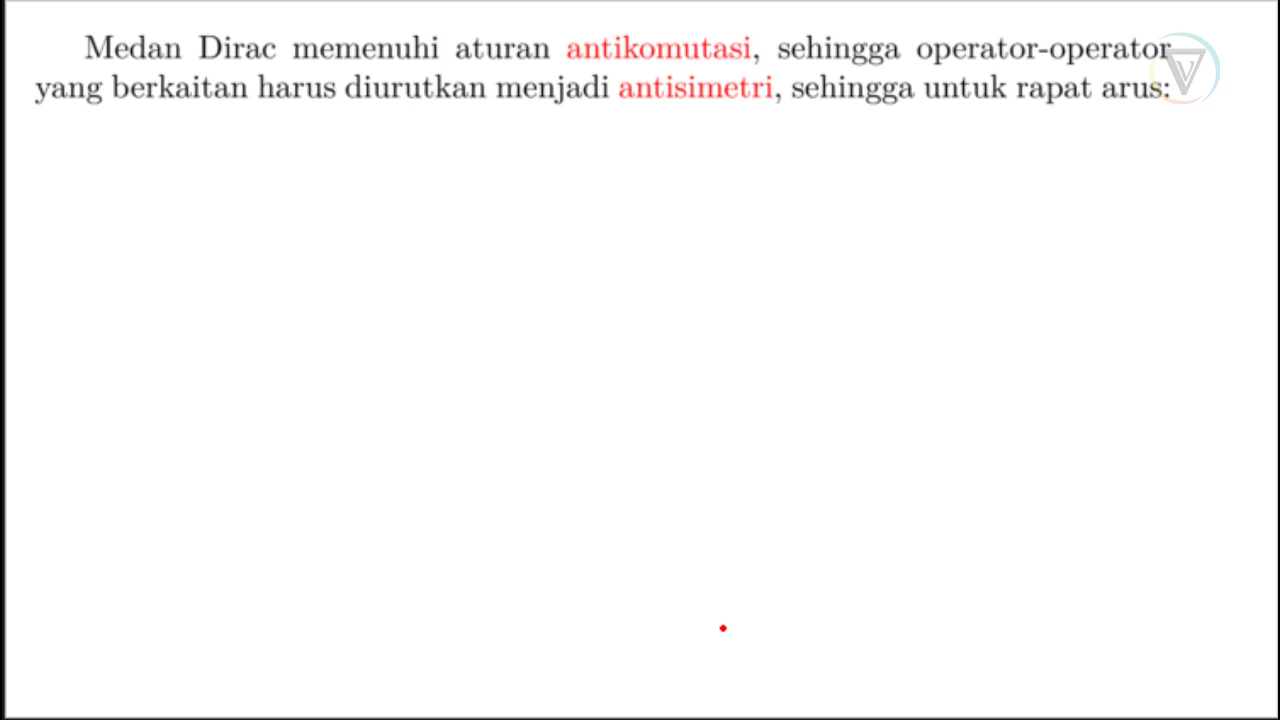 Medan Dirac memenuhi aturan antikomutasi, sehingga operator-operator
yang berkaitan harus diurutkan menjadi antisimetri, sehingga untuk rapat arus: